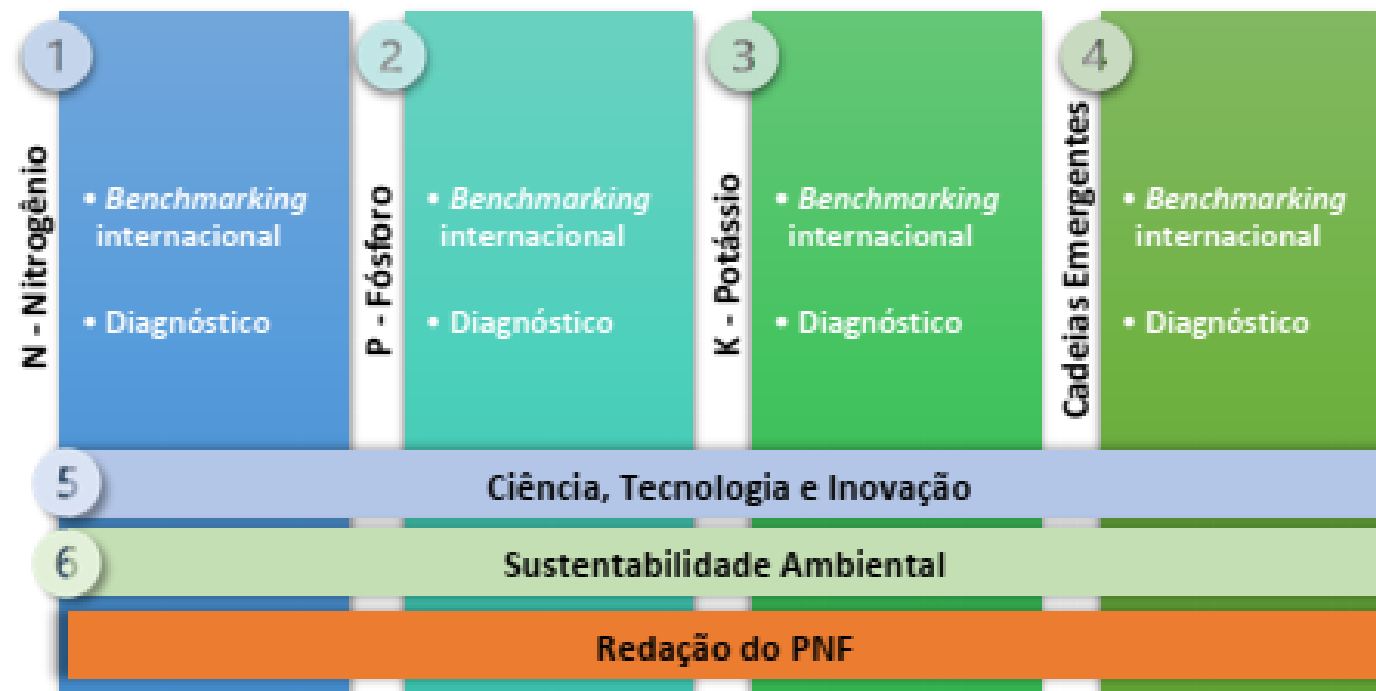 1
N - Nitrogênio
• Benchmarking
internacional
• Diagnóstico
2
P - Fósforo
• Benchmarking
internacional
• Diagnóstico
3
K - Potássio
• Benchmarking
internacional
• Diagnóstico
4
Cadeias Emergentes
• Benchmarking
internacional
• Diagnóstico
5
Ciência, Tecnologia e Inovação
6
Sustentabilidade Ambiental
Redação do PNF